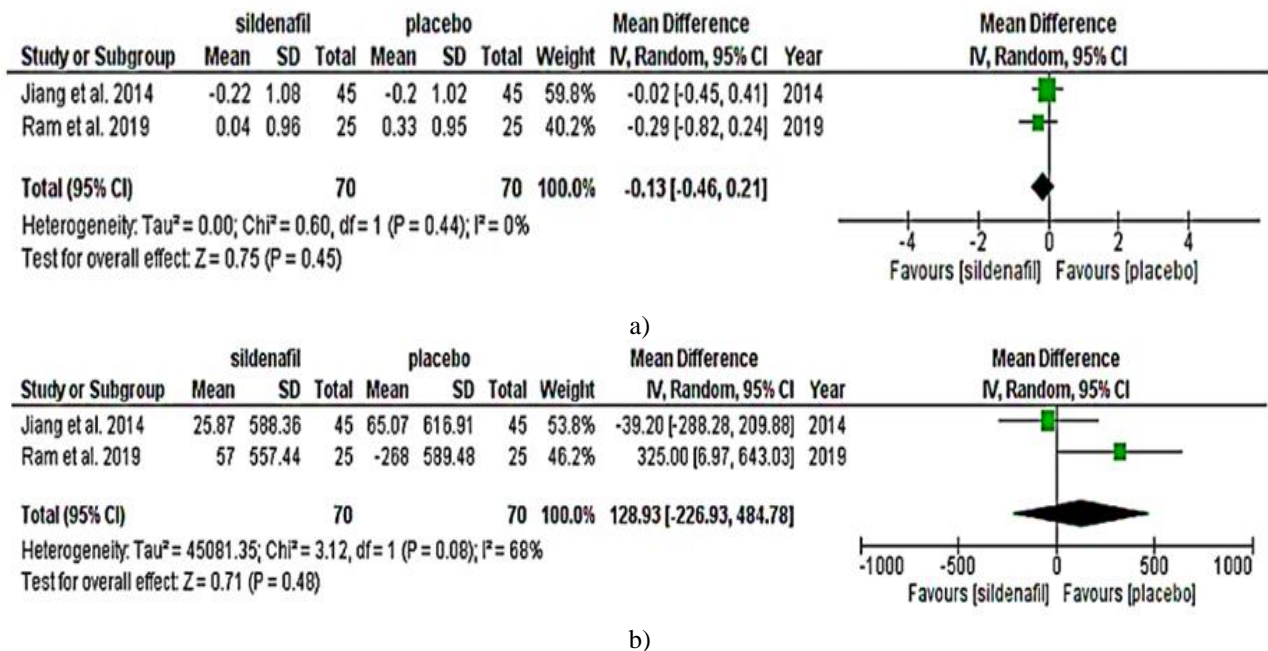 sildenafil placebo Mean Difference Mean Difference
Study or Subgroup Mean SD Total Mean SD Total Weight IV, Random, 95% CI Year IV, Random, 95% CI
Jiang et al. 2014 -0.22 1.08 45 -0.2 1.02 45 59.8% -0.02 [-0.45, 0.41] 2014
Ram et al. 2019 0.04 0.96 25 0.33 0.95 25 40.2% -0.29 [-0.82, 0.24] 2019
Total (95% CI) 70 70 100.0% -0.13 [-0.46, 0.21]
Heterogeneity: Tau² = 0.00; Chi² = 0.60, df = 1 (P = 0.44); I² = 0%
Test for overall effect: Z = 0.75 (P = 0.45)
-4 -2 0 2 4
Favours [sildenafil] Favours [placebo]
a)
sildenafil placebo Mean Difference Mean Difference
Study or Subgroup Mean SD Total Mean SD Total Weight IV, Random, 95% CI Year IV, Random, 95% CI
Jiang et al. 2014 25.87 588.36 45 65.07 616.91 45 53.8% -39.20 [-288.28, 209.88] 2014
Ram et al. 2019 57 557.44 25 -268 589.48 25 46.2% 325.00 [6.97, 643.03] 2019
Total (95% CI) 70 70 100.0% 128.93 [-226.93, 484.78]
Heterogeneity: Tau² = 45081.35; Chi² = 3.12, df = 1 (P = 0.08); I² = 68%
Test for overall effect: Z = 0.71 (P = 0.48)
-1000 -500 0 500 1000
Favours [sildenafil] Favours [placebo]
b)